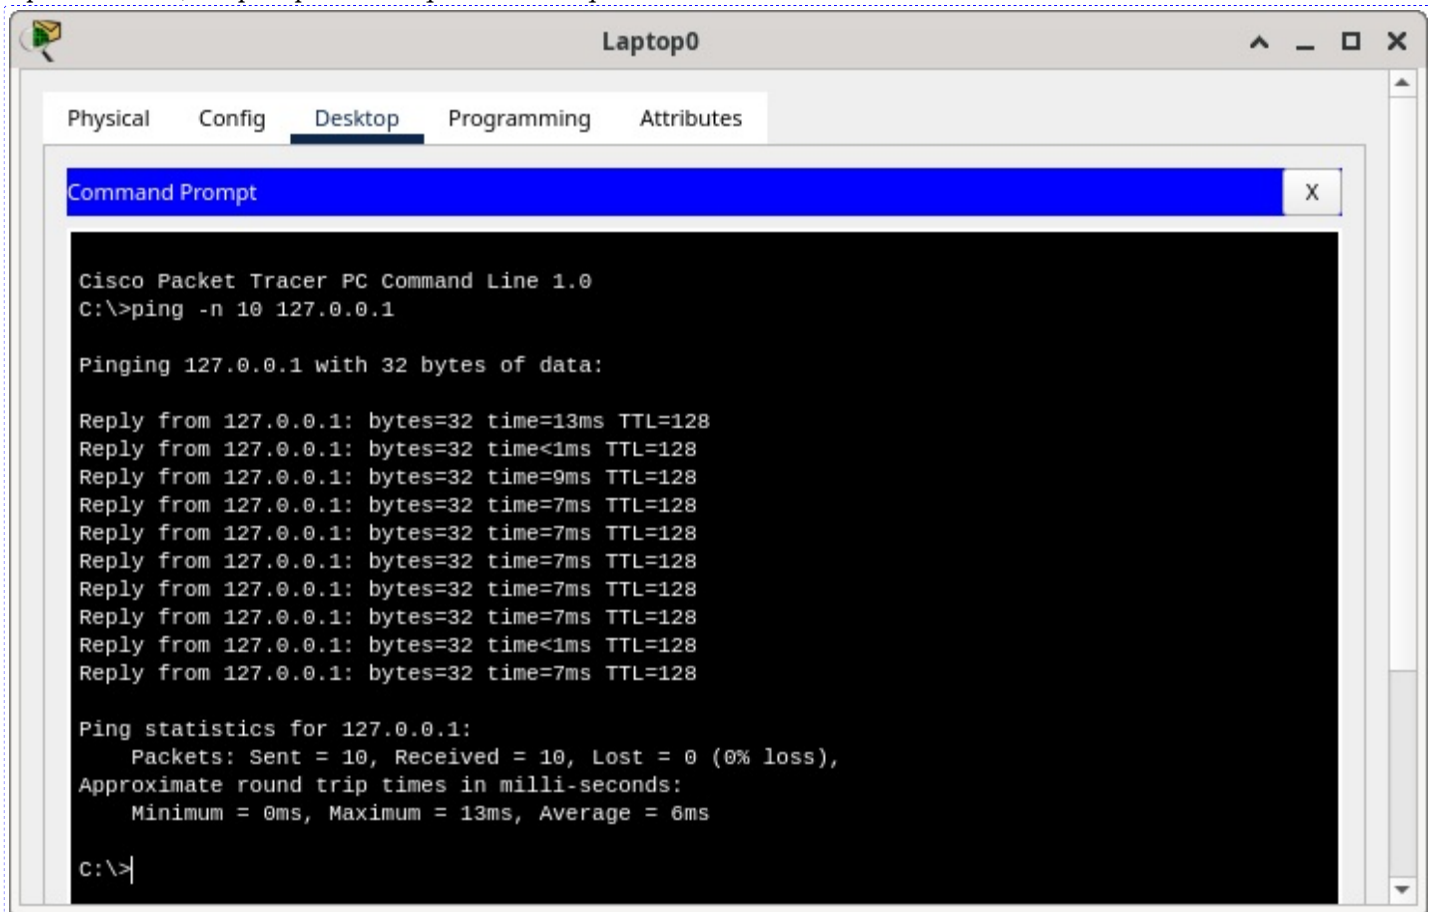 Laptop0
Physical Config Desktop Programming Attributes
Command Prompt X
Cisco Packet Tracer PC Command Line 1.0
C:\>ping -n 10 127.0.0.1
Pinging 127.0.0.1 with 32 bytes of data:
Reply from 127.0.0.1: bytes=32 time=13ms TTL=128
Reply from 127.0.0.1: bytes=32 time<1ms TTL=128
Reply from 127.0.0.1: bytes=32 time=9ms TTL=128
Reply from 127.0.0.1: bytes=32 time=7ms TTL=128
Reply from 127.0.0.1: bytes=32 time=7ms TTL=128
Reply from 127.0.0.1: bytes=32 time=7ms TTL=128
Reply from 127.0.0.1: bytes=32 time=7ms TTL=128
Reply from 127.0.0.1: bytes=32 time=7ms TTL=128
Reply from 127.0.0.1: bytes=32 time<1ms TTL=128
Reply from 127.0.0.1: bytes=32 time=7ms TTL=128
Ping statistics for 127.0.0.1:
Packets: Sent = 10, Received = 10, Lost = 0 (0% loss),
Approximate round trip times in milli-seconds:
Minimum = 0ms, Maximum = 13ms, Average = 6ms
C:\>